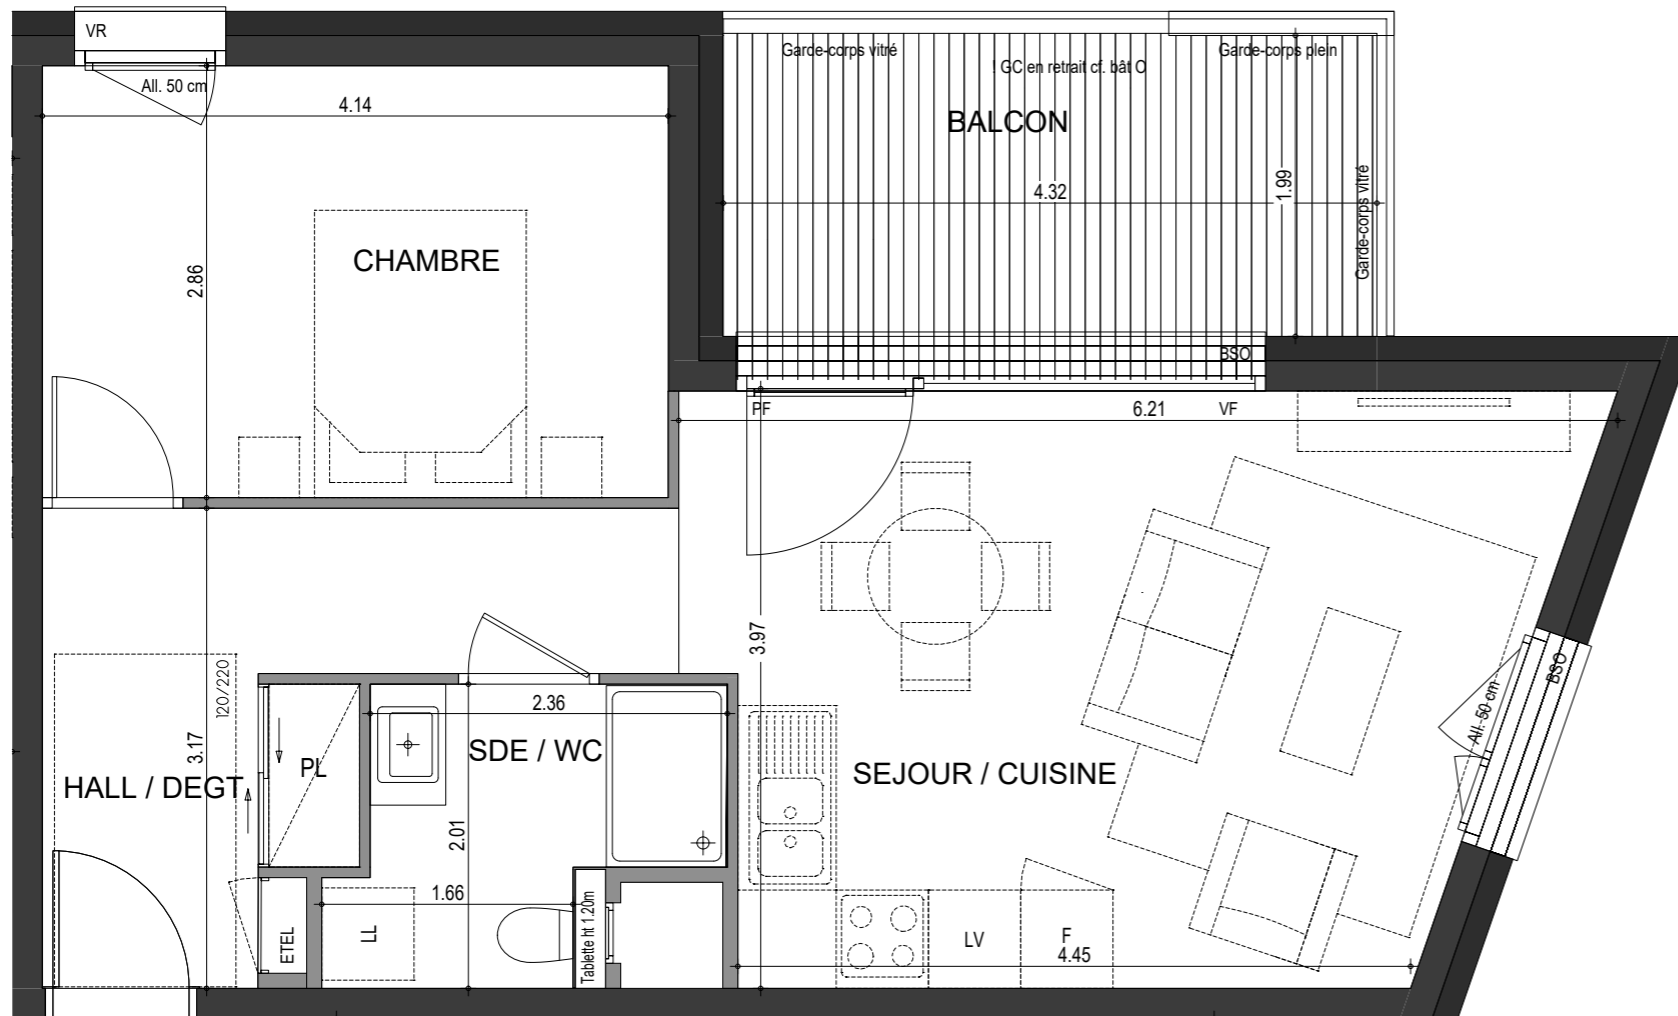 VR
All. 50 cm
4.14
Garde-corps vitré
Garde-corps plein
! GC en retrait cf. bât O
BALCON
4.32
1.99
Garde-corps vitré
CHAMBRE
2.86
BSO
PF
6.21
VF
3.97
120/220
3.17
HALL / DEGT
PL
2.36
SDE / WC
2.01
SEJOUR / CUISINE
All. 50 cm
BSO
1.66
ETEL
LL
Tablette ht 1.20m
LV
F
4.45